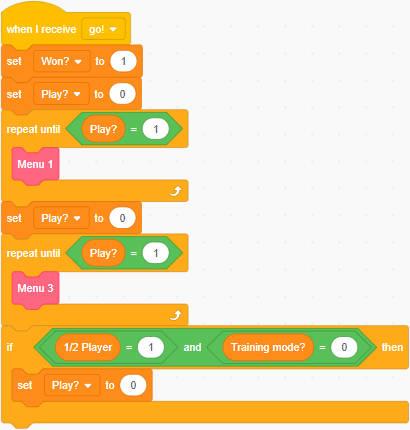 when I receive go!
set Won? to 1
set Play? to 0
repeat until Play? = 1
Menu 1
set Play? to 0
repeat until Play? = 1
Menu 3
if 1/2 Player = 1 and Training mode? = 0 then
set Play? to 0